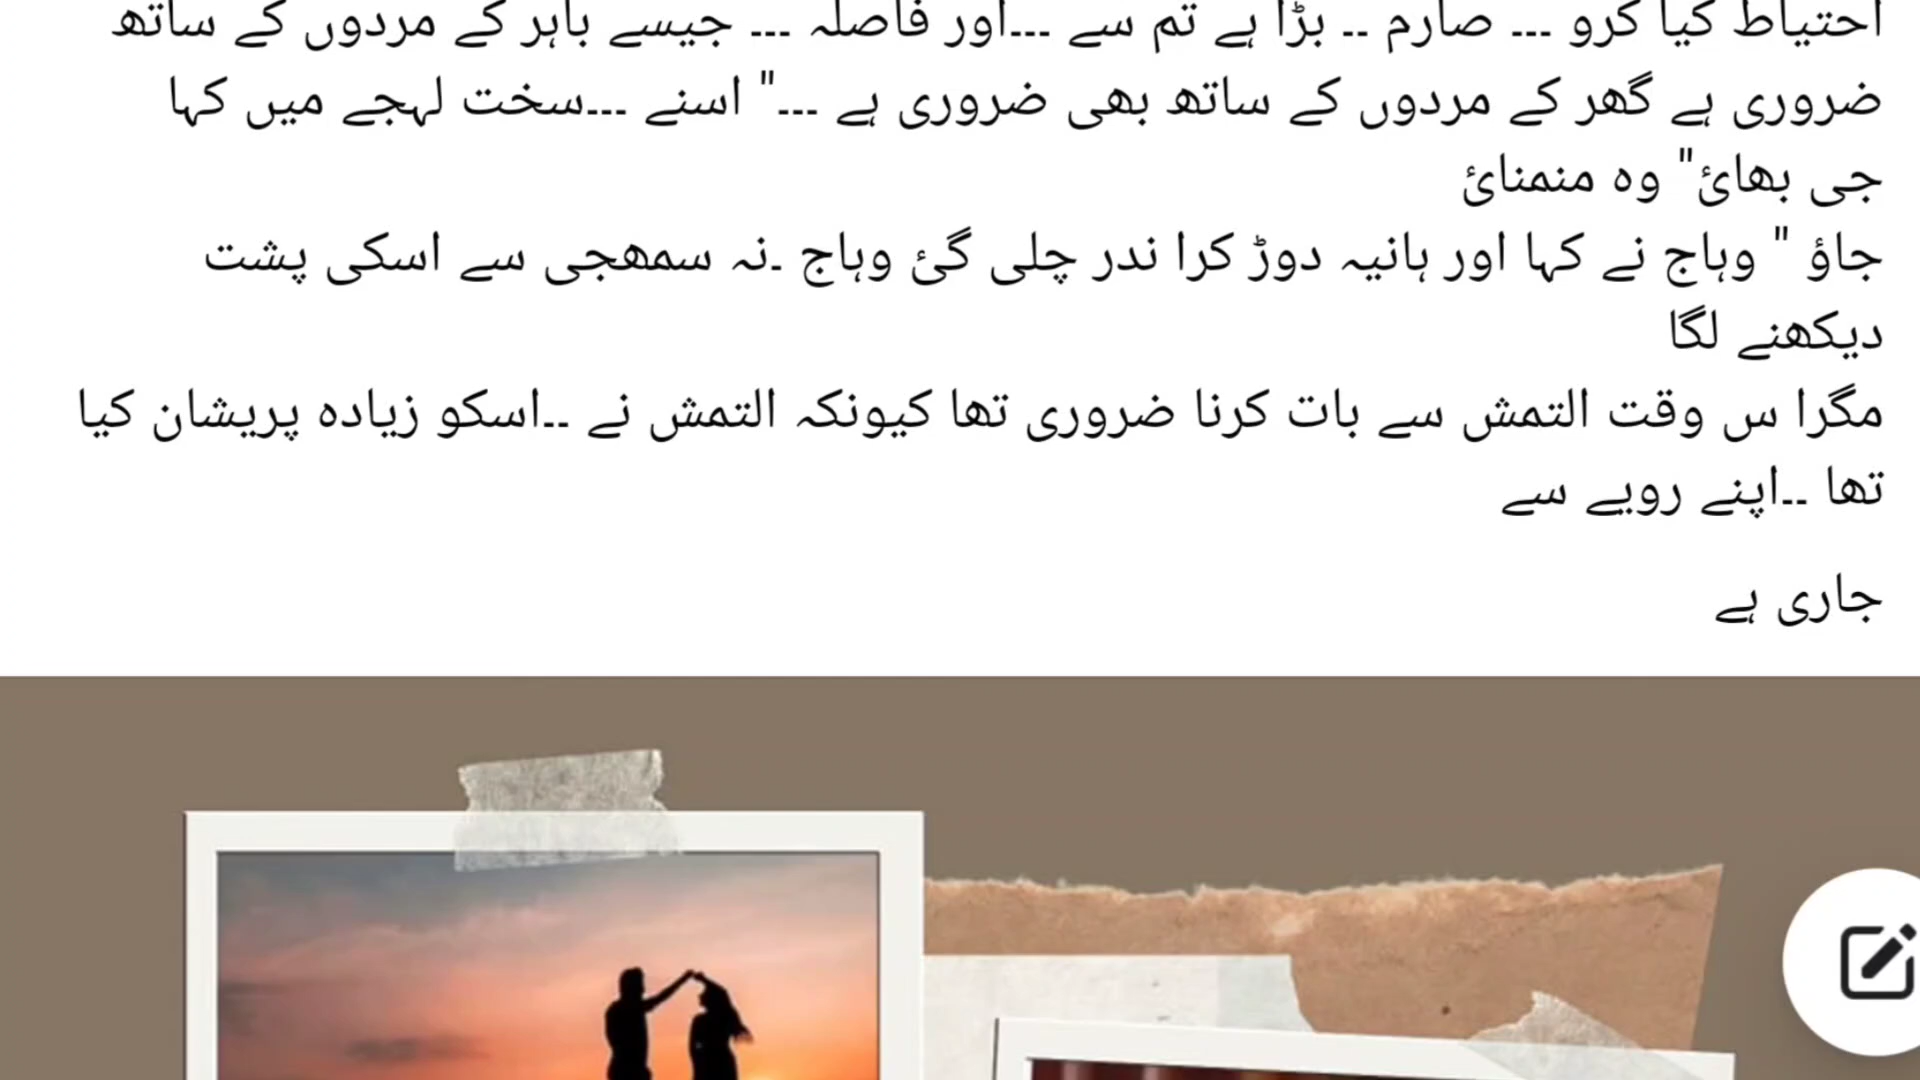 احتیاط کیا کرو --- صارم -- بڑا ہے تم سے ---اور فاصلہ --- جیسے باہر کے مردوں کے ساتھ
ضروری ہے گھر کے مردوں کے ساتھ بھی ضروری ہے ---" اسنے ---سخت لہجے میں کہا
جی بھائ" وہ منمنائ
جاؤ " وہاج نے کہا اور ہانیہ دوڑ کرا ندر چلی گئ وہاج ۔نہ سمھجی سے اسکی پشت
دیکھنے لگا
مگرا س وقت التمش سے بات کرنا ضروری تھا کیونکہ التمش نے --اسکو زیادہ پریشان کیا
تھا --اپنے رویے سے
جاری ہے